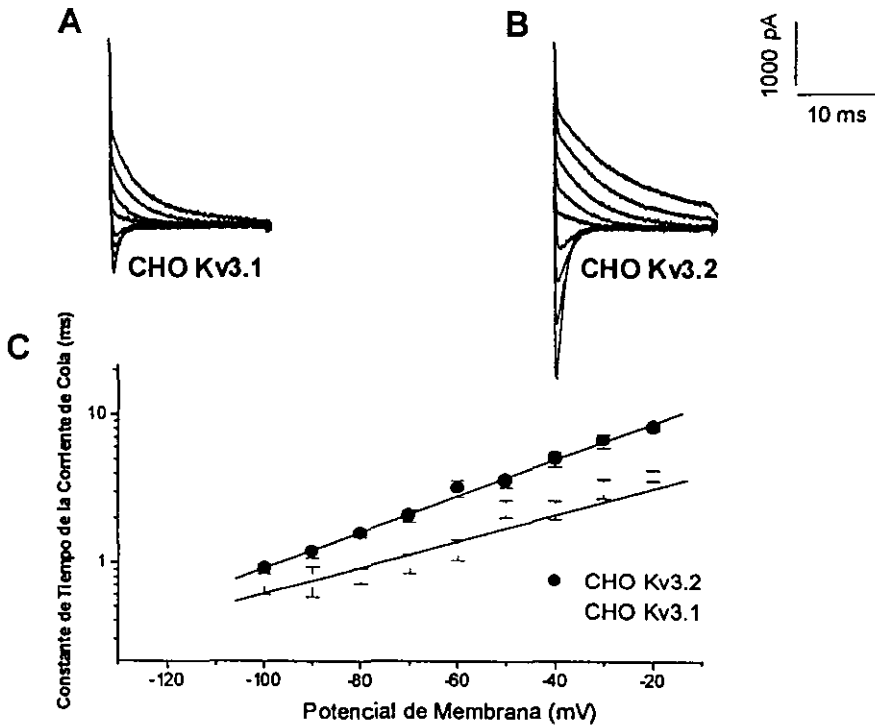 A
B
1000 pA
10 ms
CHO Kv3.1
CHO Kv3.2
C
Constante de Tiempo de la Corriente de Cola (ms)
10
1
CHO Kv3.2
CHO Kv3.1
-120 -100 -80 -60 -40 -20
Potencial de Membrana (mV)